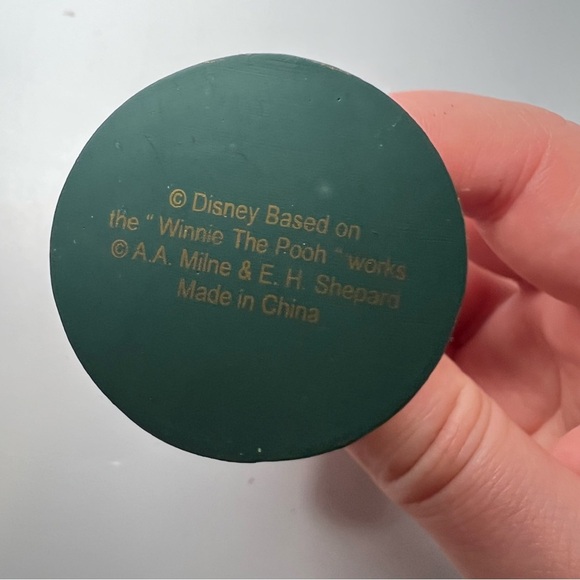 © Disney Based on
the " Winnie The Pooh " works
© A.A. Milne & E. H. Shepard
Made in China